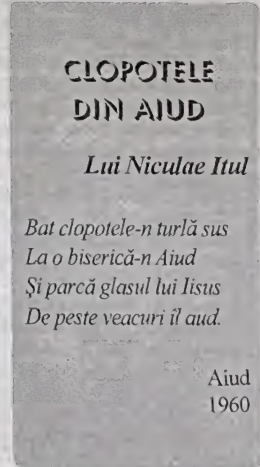 CLOPOTELE
DIN AIUD
Lui Niculae Itul
Bat clopotele-n turlă sus
La o biserică-n Aiud
Și parcă glasul lui Iisus
De peste veacuri îl aud.
Aiud
1960